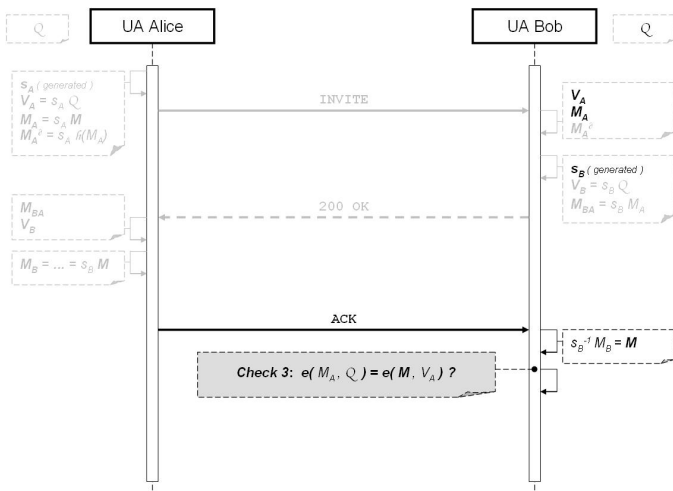 Q
UA Alice
UA Bob
Q
s_A ( generated )
V_A = s_A Q
M_A = s_A M
M_A^∂ = s_A ɦ(M_A)
INVITE
V_A
M_A
M_A^∂
s_B ( generated )
V_B = s_B Q
M_BA = s_B M_A
200 OK
M_BA
V_B
M_B = ... = s_B M
ACK
s_B^-1 M_B = M
Check 3: e( M_A , Q ) = e( M , V_A ) ?